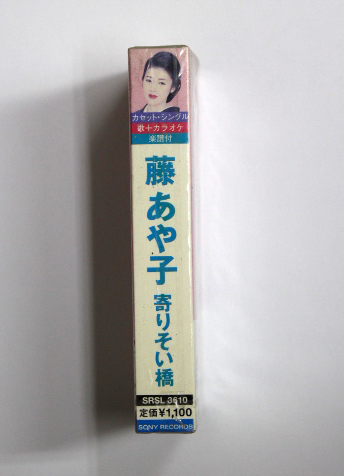 カセット・シングル
歌+カラオケ
楽譜付
藤あや子
寄りそい橋
SRSL 3610
定価¥1,100
SONY RECORDS